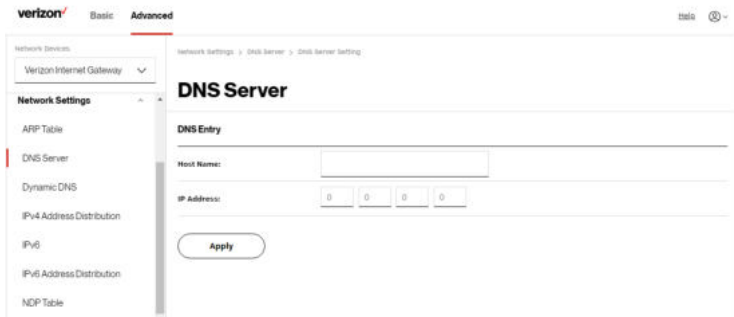 verizon Basic Advanced Help
Network Devices
Verizon Internet Gateway
Network Settings > DNS Server > DNS Server Setting
Network Settings
DNS Server
ARP Table
DNS Entry
DNS Server
Host Name:
Dynamic DNS
IP Address: 0 0 0 0
IPv4 Address Distribution
IPv6
Apply
IPv6 Address Distribution
NDP Table